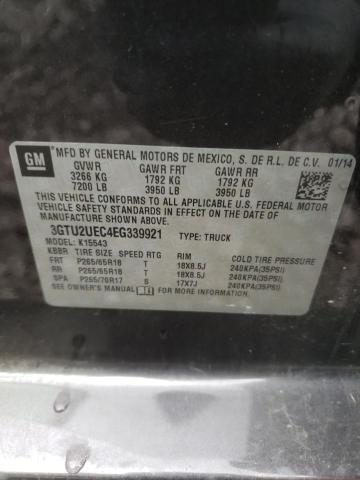 GM MFD BY GENERAL MOTORS DE MEXICO, S. DE R.L. DE C.V. 01/14
GVWR GAWR FRT GAWR RR
3266 KG 1792 KG 1792 KG
7200 LB 3950 LB 3950 LB
THIS VEHICLE CONFORMS TO ALL APPLICABLE U.S. FEDERAL MOTOR
VEHICLE SAFETY STANDARDS IN EFFECT ON THE DATE OF
MANUFACTURE SHOWN ABOVE.
3GTU2UEC4EG339921 TYPE: TRUCK
MODEL: K15543
TIRE SIZE SPEED RTG RIM COLD TIRE PRESSURE
FRT P265/65R18 T 18X8.5J 240KPA(35PSI)
RR P265/65R18 T 18X8.5J 240KPA(35PSI)
SPA P255/70R17 S 17X7J 240KPA(35PSI)
SEE OWNER'S MANUAL FOR MORE INFORMATION.